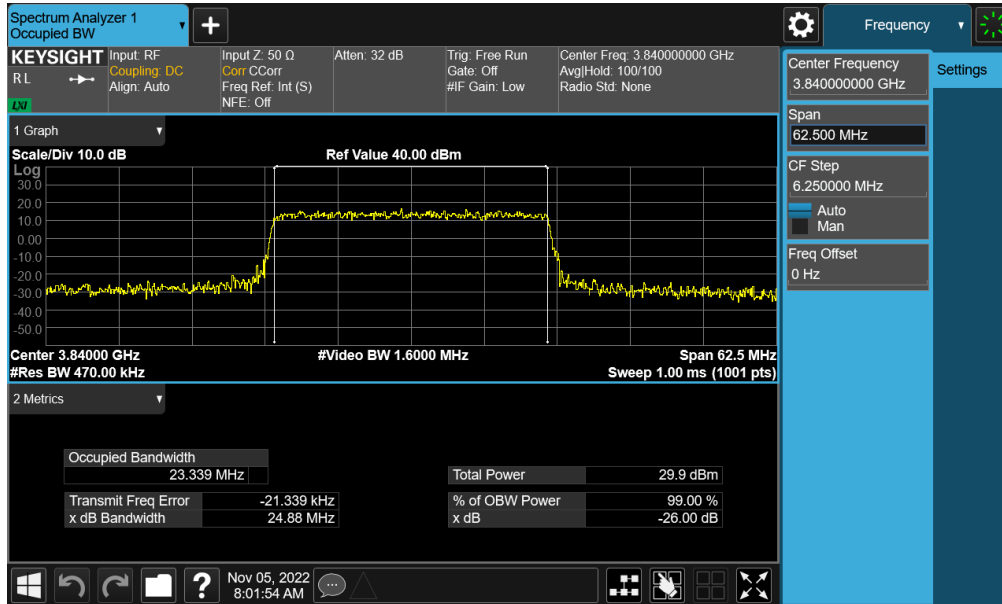 Spectrum Analyzer 1
Occupied BW
+
Frequency
KEYSIGHT
R L
LXI
Input: RF
Coupling: DC
Align: Auto
Input Z: 50 Ω
Corr CCorr
Freq Ref: Int (S)
NFE: Off
Atten: 32 dB
Trig: Free Run
Gate: Off
#IF Gain: Low
Center Freq: 3.840000000 GHz
Avg|Hold: 100/100
Radio Std: None
Center Frequency
3.840000000 GHz
Settings
Span
62.500 MHz
CF Step
6.250000 MHz
Auto
Man
Freq Offset
0 Hz
1 Graph
Scale/Div 10.0 dB
Ref Value 40.00 dBm
Log
30.0
20.0
10.0
0.00
-10.0
-20.0
-30.0
-40.0
-50.0
Center 3.84000 GHz
#Video BW 1.6000 MHz
Span 62.5 MHz
#Res BW 470.00 kHz
Sweep 1.00 ms (1001 pts)
2 Metrics
Occupied Bandwidth
23.339 MHz
Total Power 29.9 dBm
Transmit Freq Error -21.339 kHz
% of OBW Power 99.00 %
x dB Bandwidth 24.88 MHz
x dB -26.00 dB
?
Nov 05, 2022
8:01:54 AM